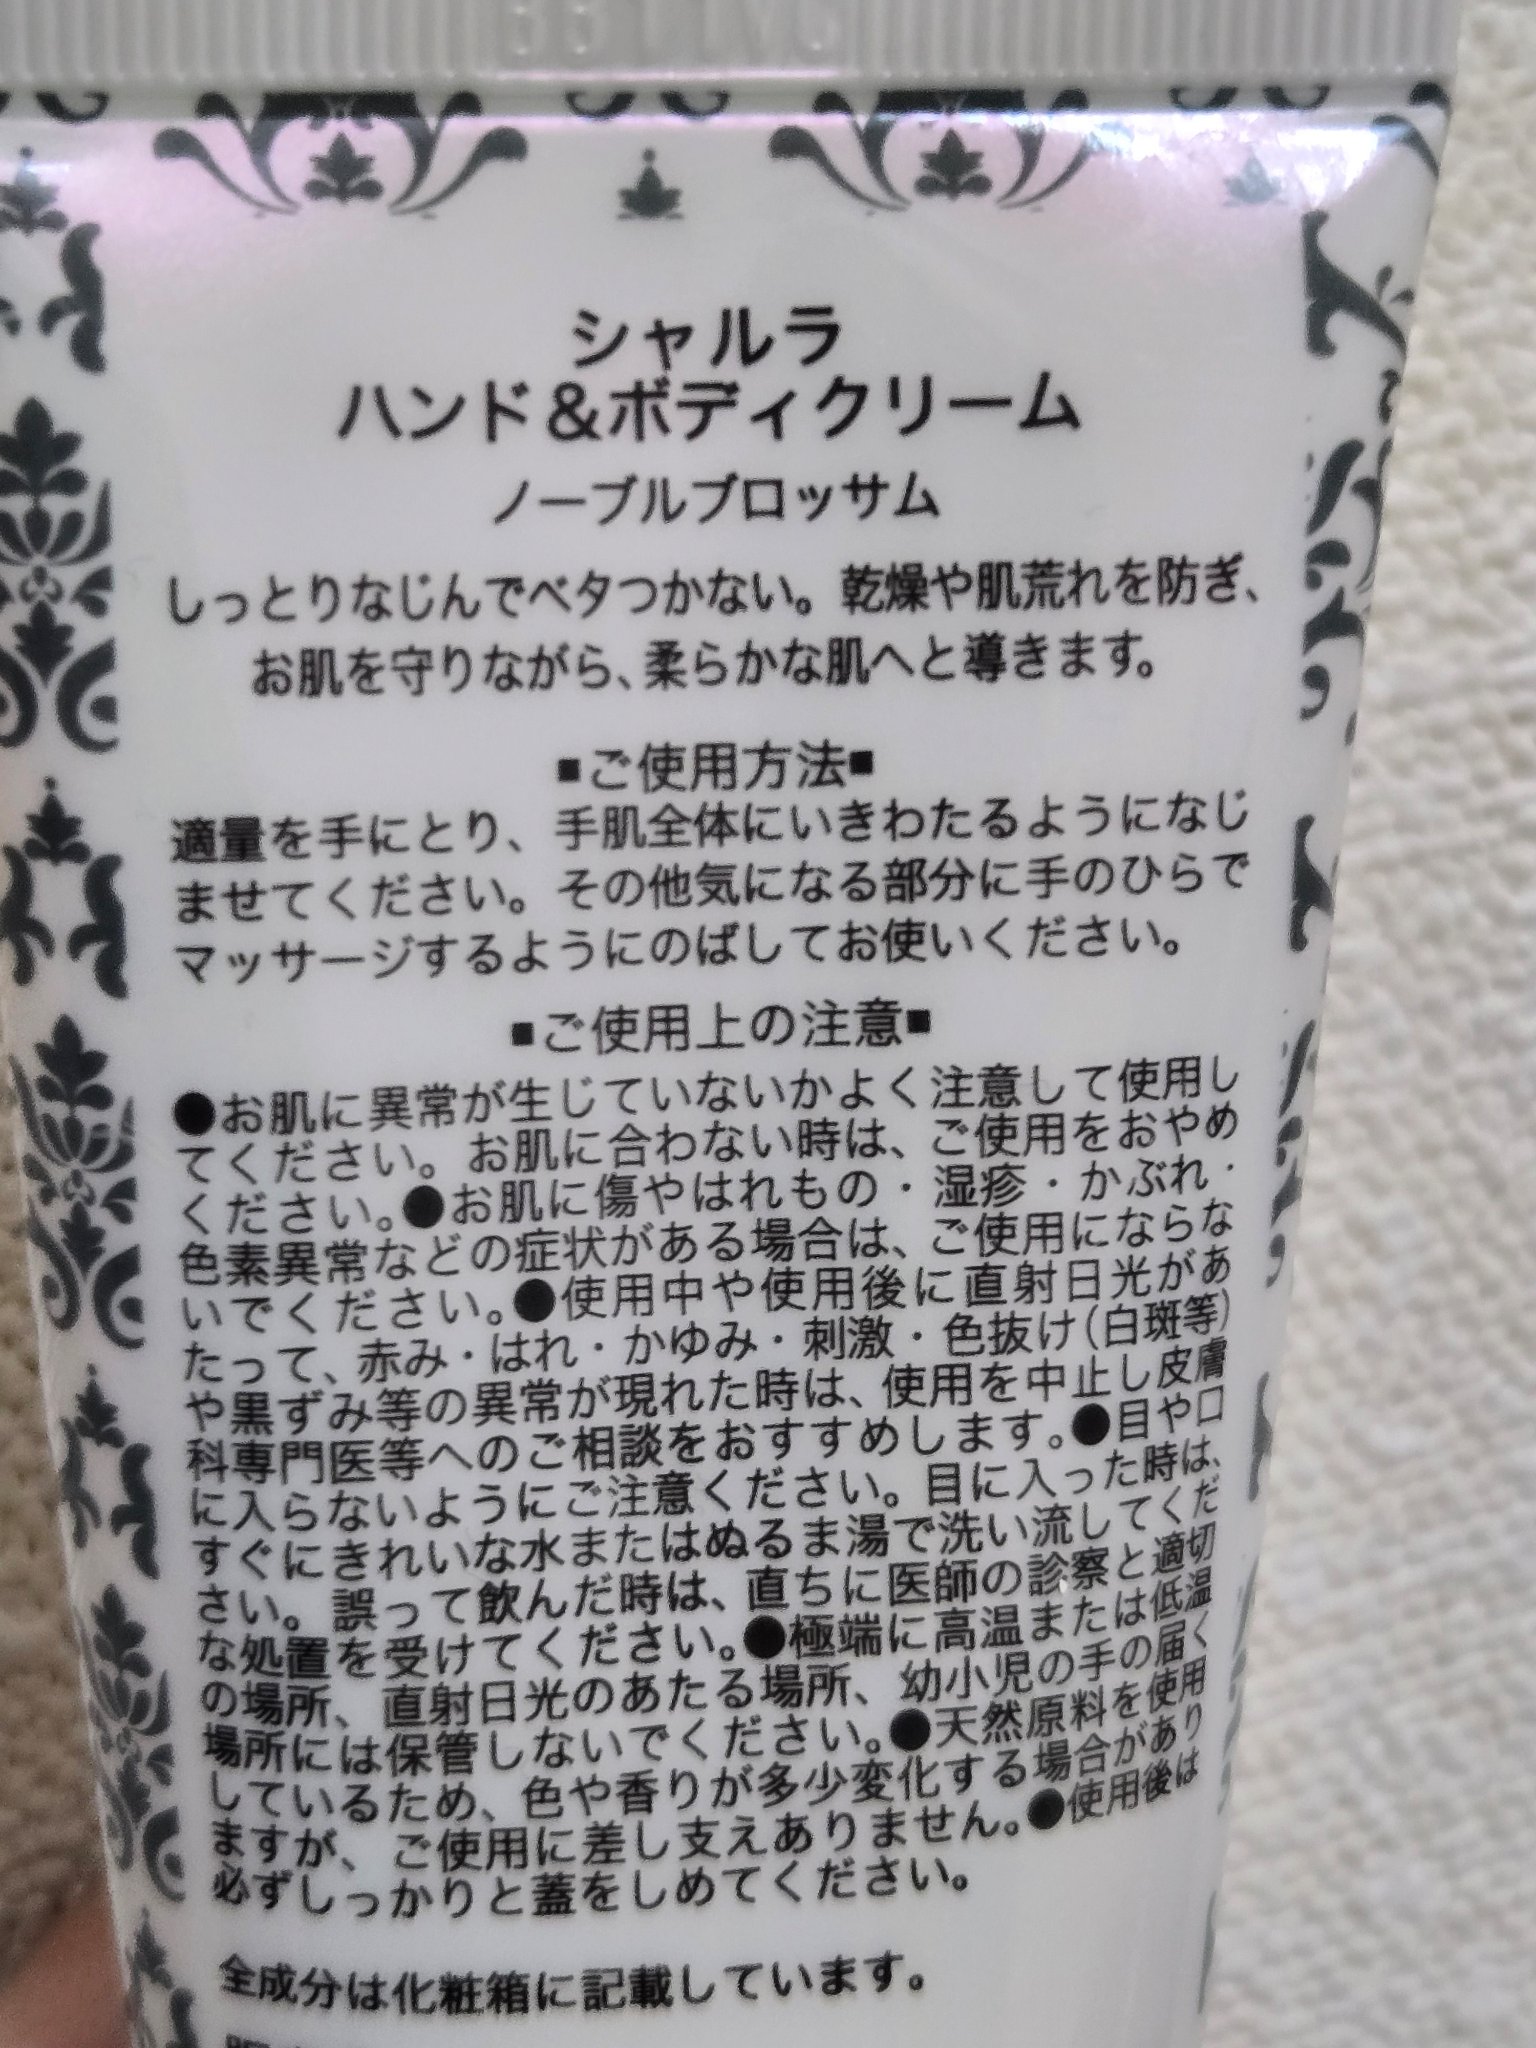 シャルラ
ハンド&ボディクリーム
ノーブルブロッサム
しっとりなじんでベタつかない。乾燥や肌荒れを防ぎ、
お肌を守りながら、柔らかな肌へと導きます。
■ご使用方法■
適量を手にとり、手肌全体にいきわたるようになじ
ませてください。その他気になる部分に手のひらで
マッサージするようにのばしてお使いください。
■ご使用上の注意■
●お肌に異常が生じていないかよく注意して使用し
てください。お肌に合わない時は、ご使用をおやめ
ください。●お肌に傷やはれもの・湿疹・かぶれ・
色素異常などの症状がある場合は、ご使用にならな
いでください。●使用中や使用後に直射日光があ
たって、赤み・はれ・かゆみ・刺激・色抜け(白斑等)
や黒ずみ等の異常が現れた時は、使用を中止し皮膚
科専門医等へのご相談をおすすめします。●目や口
に入らないようにご注意ください。目に入った時は、
すぐにきれいな水またはぬるま湯で洗い流してくだ
さい。誤って飲んだ時は、直ちに医師の診察と適切
な処置を受けてください。●極端に高温または低温
の場所、直射日光のあたる場所、幼小児の手の届く
場所には保管しないでください。●天然原料を使用
しているため、色や香りが多少変化する場合があり
ますが、ご使用に差し支えありません。●使用後は
必ずしっかりと蓋をしめてください。
全成分は化粧箱に記載しています。